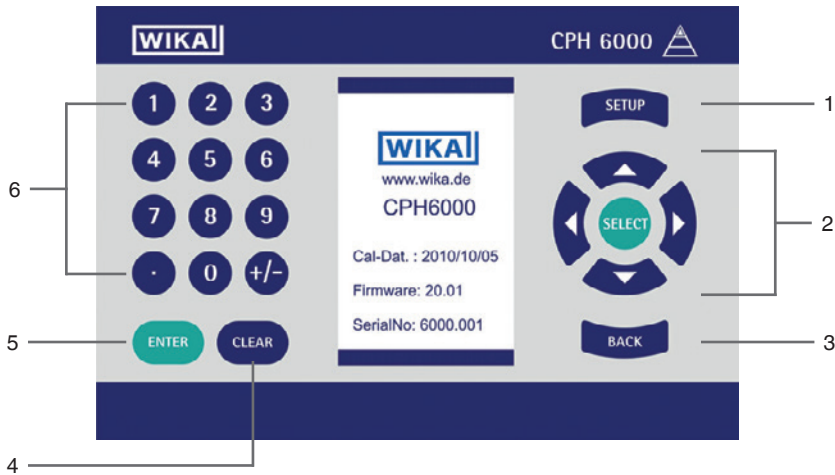 WIKA
CPH 6000
1 2 3
4 5 6
7 8 9
· 0 +/-
ENTER CLEAR
WIKA
www.wika.de
CPH6000
Cal-Dat. : 2010/10/05
Firmware: 20.01
SerialNo: 6000.001
SETUP
SELECT
BACK
1
2
3
4
5
6